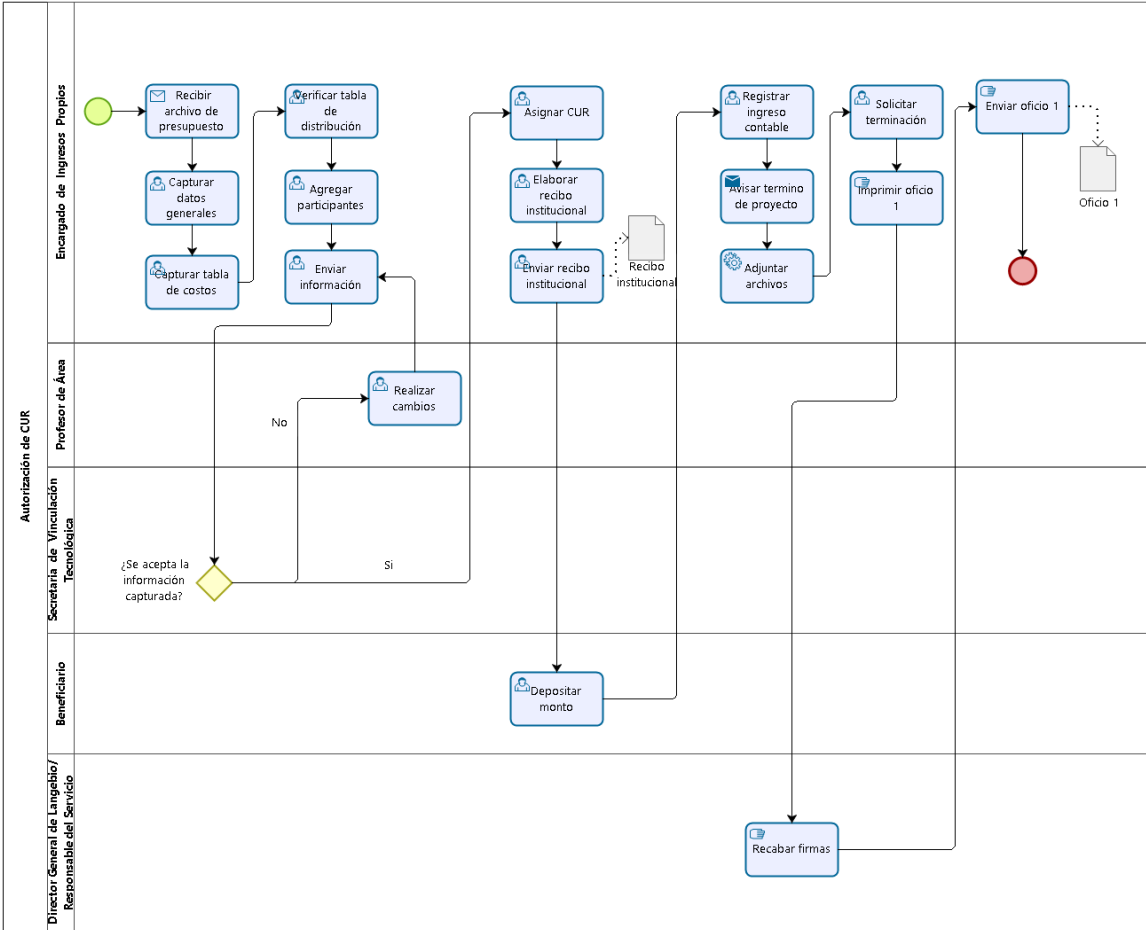 Autorización de CUR
Encargado de Ingresos Propios
Recibir
archivo de
presupuesto
Capturar
datos
generales
Capturar tabla
de costos
Verificar tabla
de
distribución
Agregar
participantes
Enviar
información
Asignar CUR
Elaborar
recibo
institucional
Enviar recibo
institucional
Recibo
institucional
Registrar
ingreso
contable
Avisar termino
de proyecto
Adjuntar
archivos
Solicitar
terminación
Imprimir oficio
1
Enviar oficio 1
Oficio 1
Profesor de Área
Realizar
cambios
No
Secretaria de Vinculación
Tecnológica
¿Se acepta la
información
capturada?
Si
Beneficiario
Depositar
monto
Director General de Langebio/
Responsable del Servicio
Recabar firmas